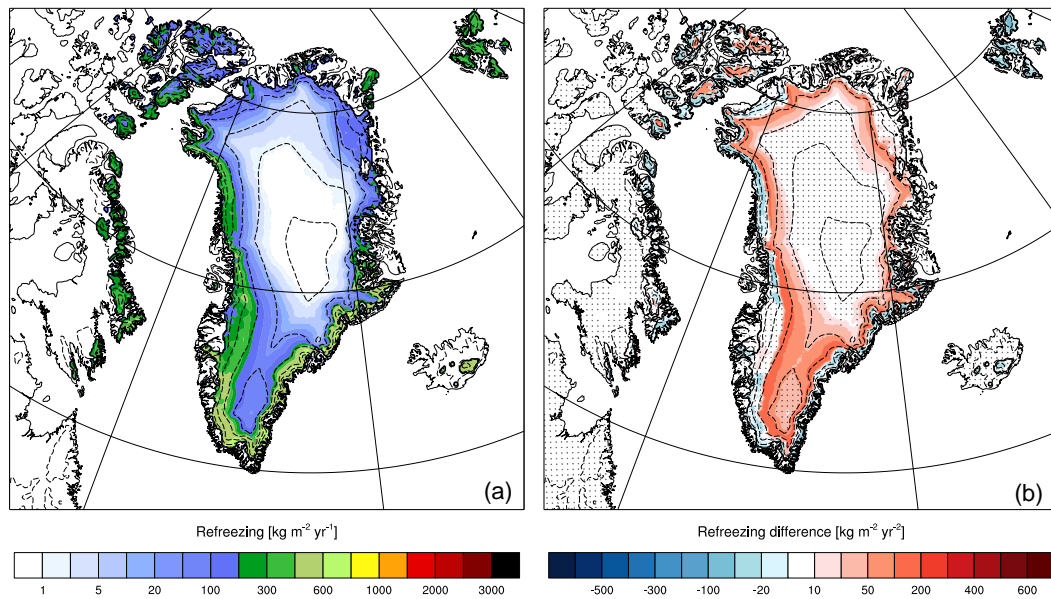 (a)
(b)
Refreezing [kg m⁻² yr⁻¹]
Refreezing difference [kg m⁻² yr⁻²]
1 5 20 100 300 600 1000 2000 3000
-500 -300 -100 -20 10 50 200 400 600